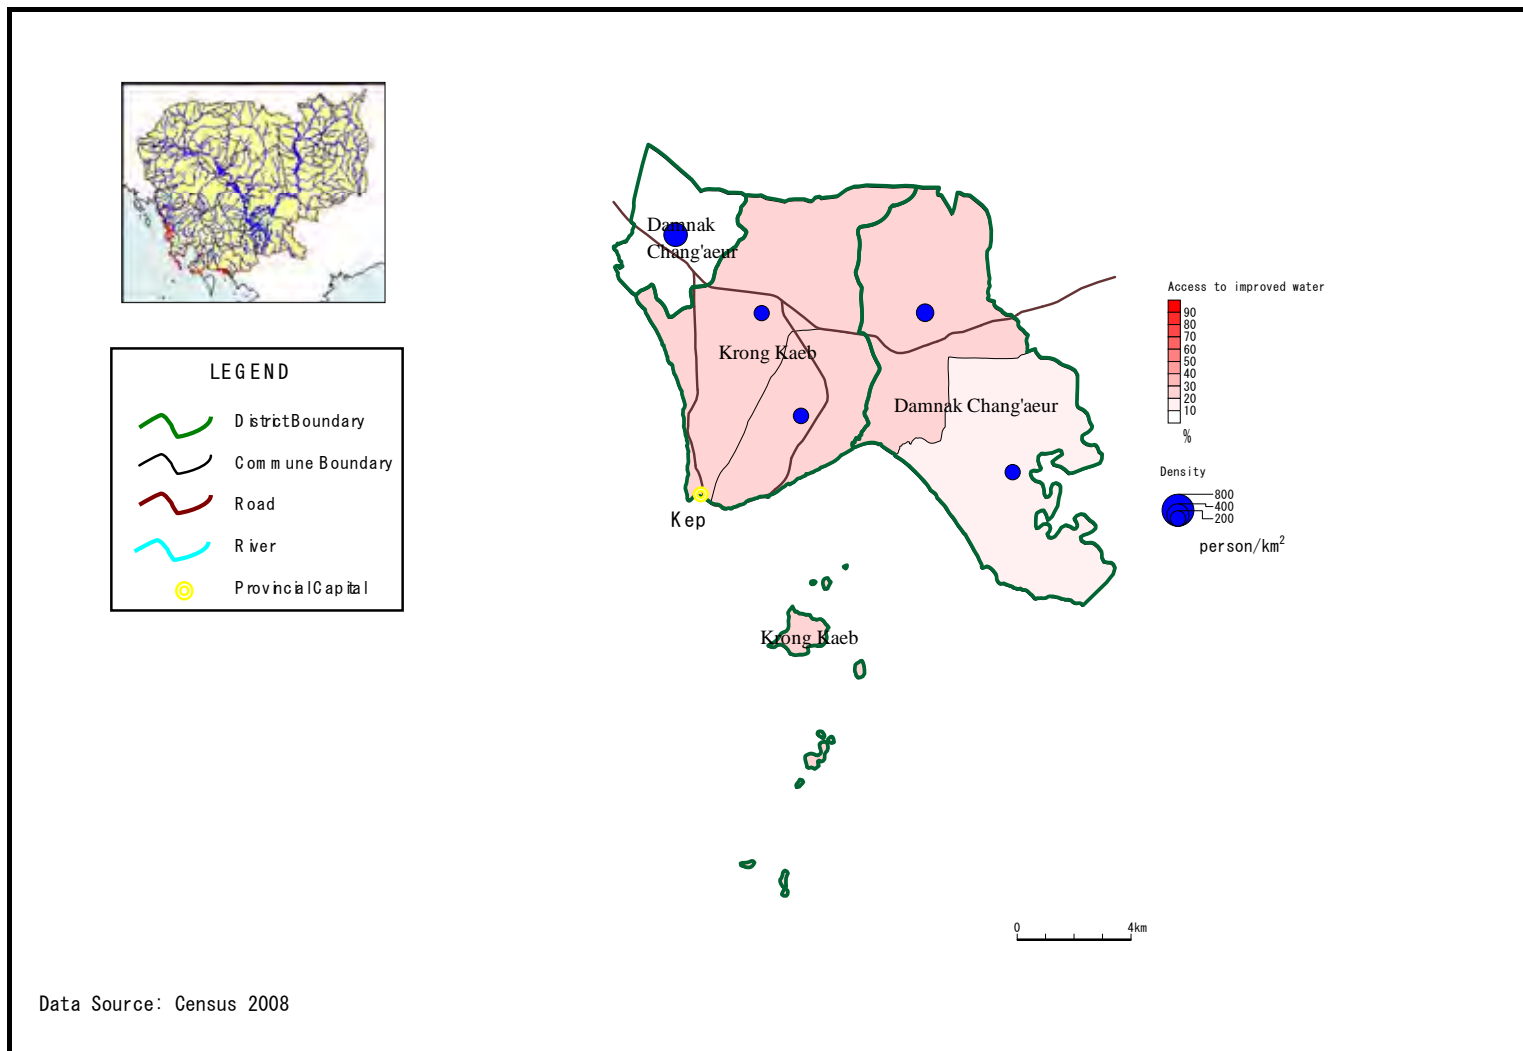 Damnak
Chang'aeur
Krong Kaeb
Damnak Chang'aeur
Kep
Krong Kaeb
LEGEND
District Boundary
Commune Boundary
Road
River
Provincial Capital
Access to improved water
90
80
70
60
50
40
30
20
10
%
Density
800
400
200
person/km²
0 4km
Data Source: Census 2008